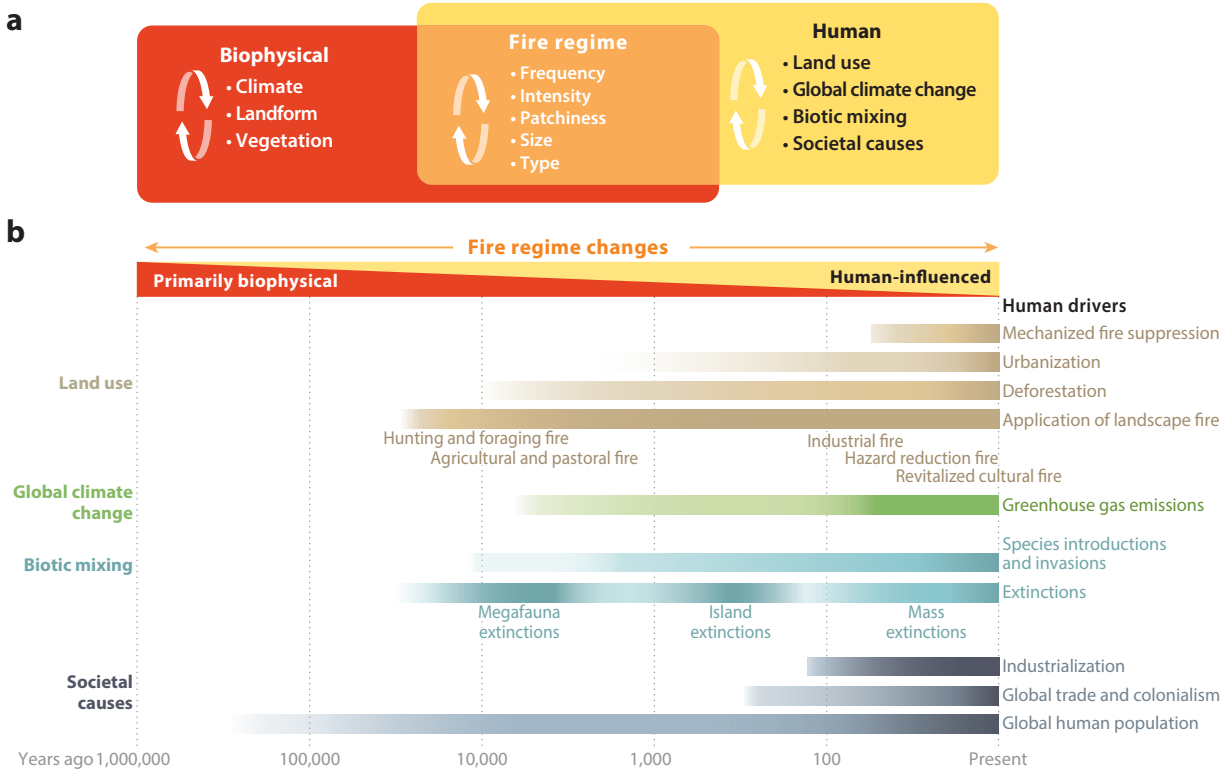 a
Biophysical
• Climate
• Landform
• Vegetation
Fire regime
• Frequency
• Intensity
• Patchiness
• Size
• Type
Human
• Land use
• Global climate change
• Biotic mixing
• Societal causes
b
Fire regime changes
Primarily biophysical
Human-influenced
Human drivers
Land use
Mechanized fire suppression
Urbanization
Deforestation
Application of landscape fire
Hunting and foraging fire
Industrial fire
Agricultural and pastoral fire
Hazard reduction fire
Revitalized cultural fire
Global climate
change
Greenhouse gas emissions
Biotic mixing
Species introductions
and invasions
Extinctions
Megafauna
extinctions
Island
extinctions
Mass
extinctions
Societal
causes
Industrialization
Global trade and colonialism
Global human population
Years ago 1,000,000 100,000 10,000 1,000 100 Present